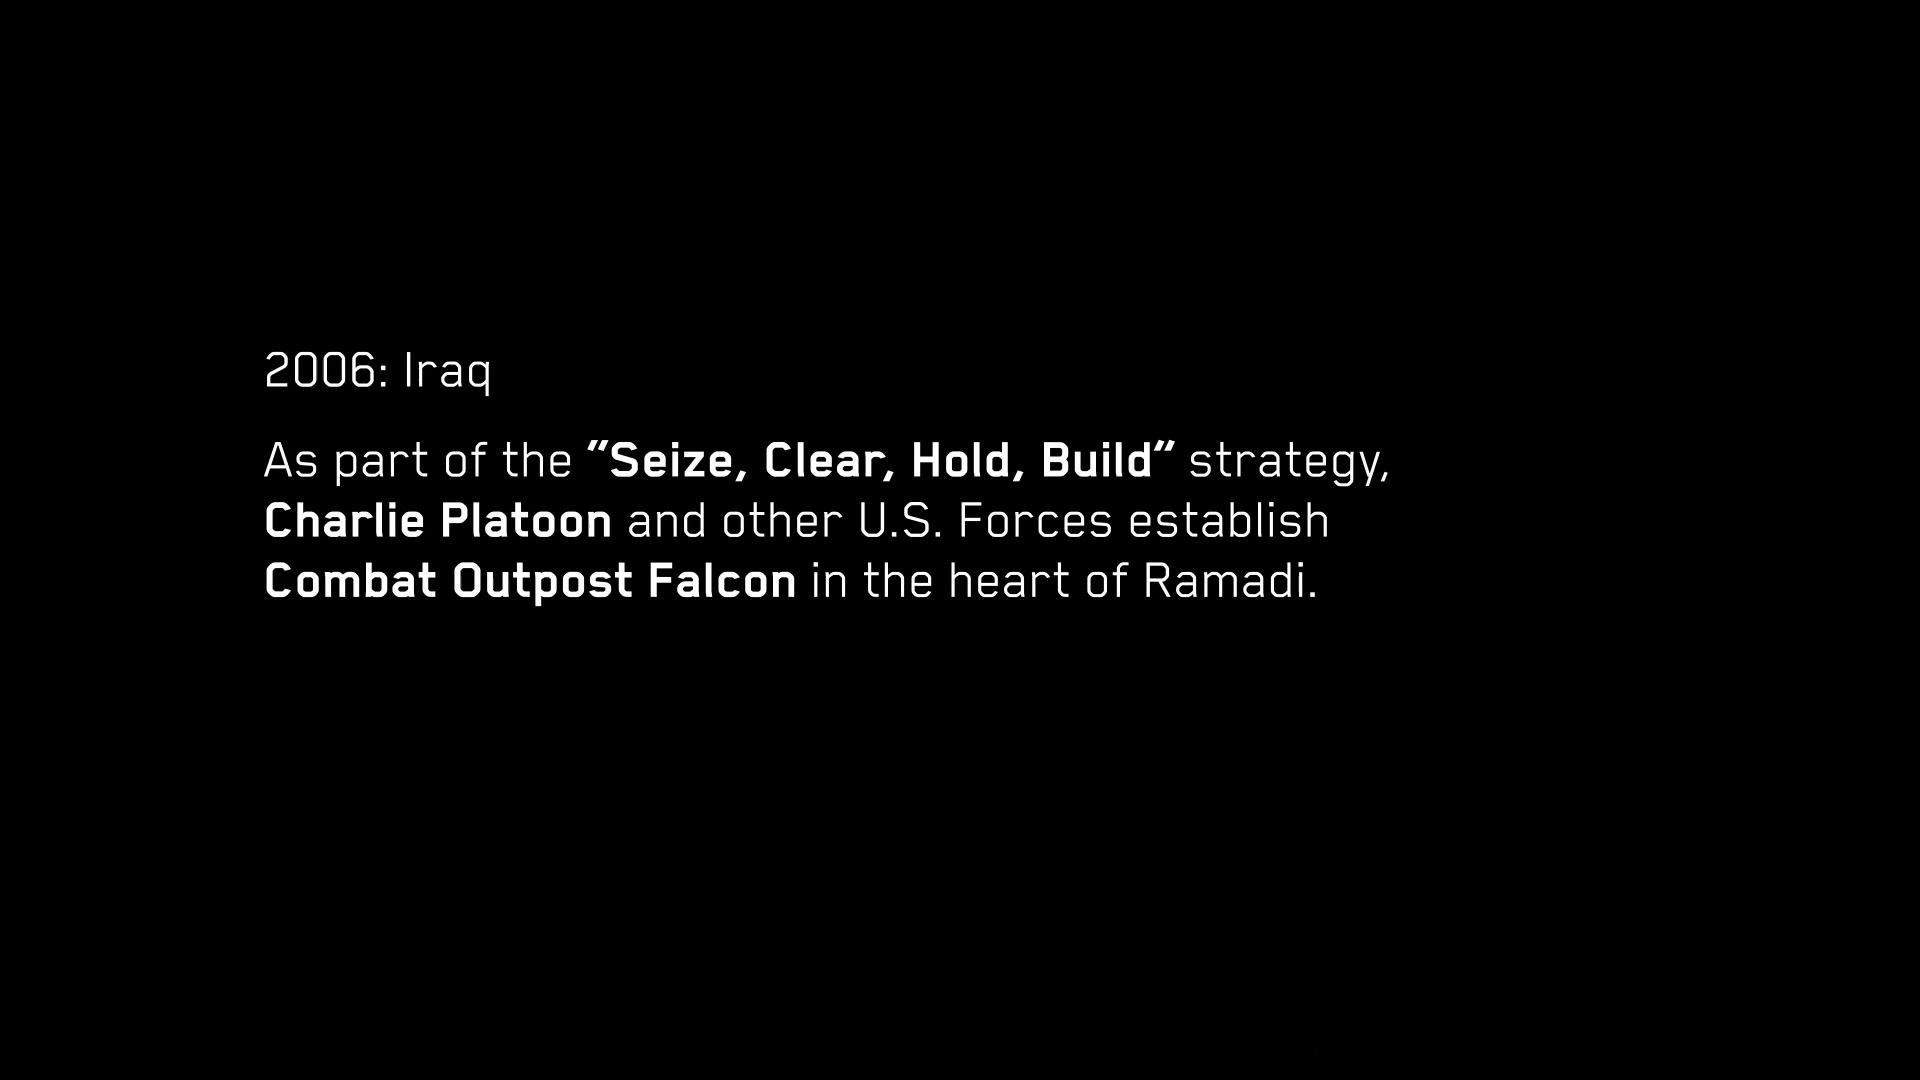 2006: Iraq
As part of the “Seize, Clear, Hold, Build” strategy,
Charlie Platoon and other U.S. Forces establish
Combat Outpost Falcon in the heart of Ramadi.